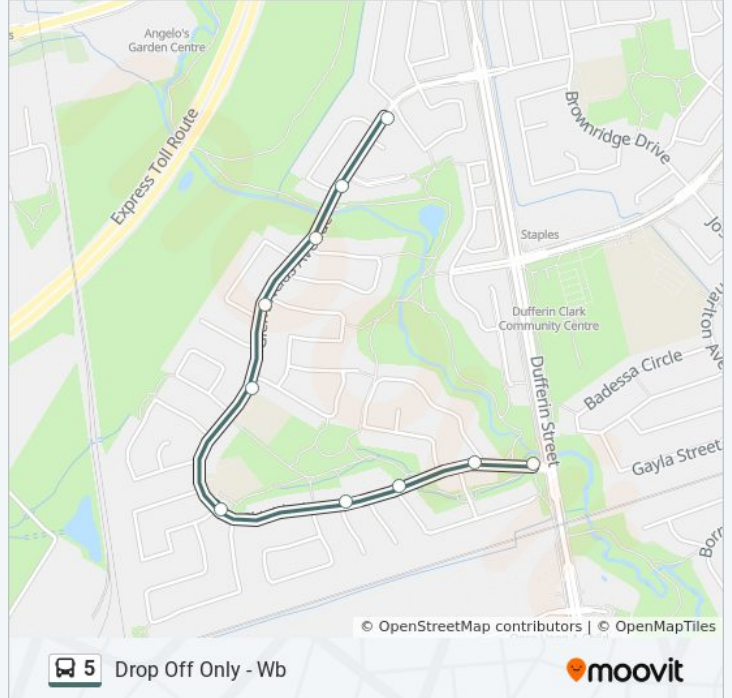 Angelo's
Garden Centre
Express Toll Route
Brownridge Drive
Staples
Dufferin Clark
Community Centre
Dufferin Street
Badessa Circle
Gayla Street
© OpenStreetMap contributors | © OpenMapTiles
5 Drop Off Only - Wb
moovit